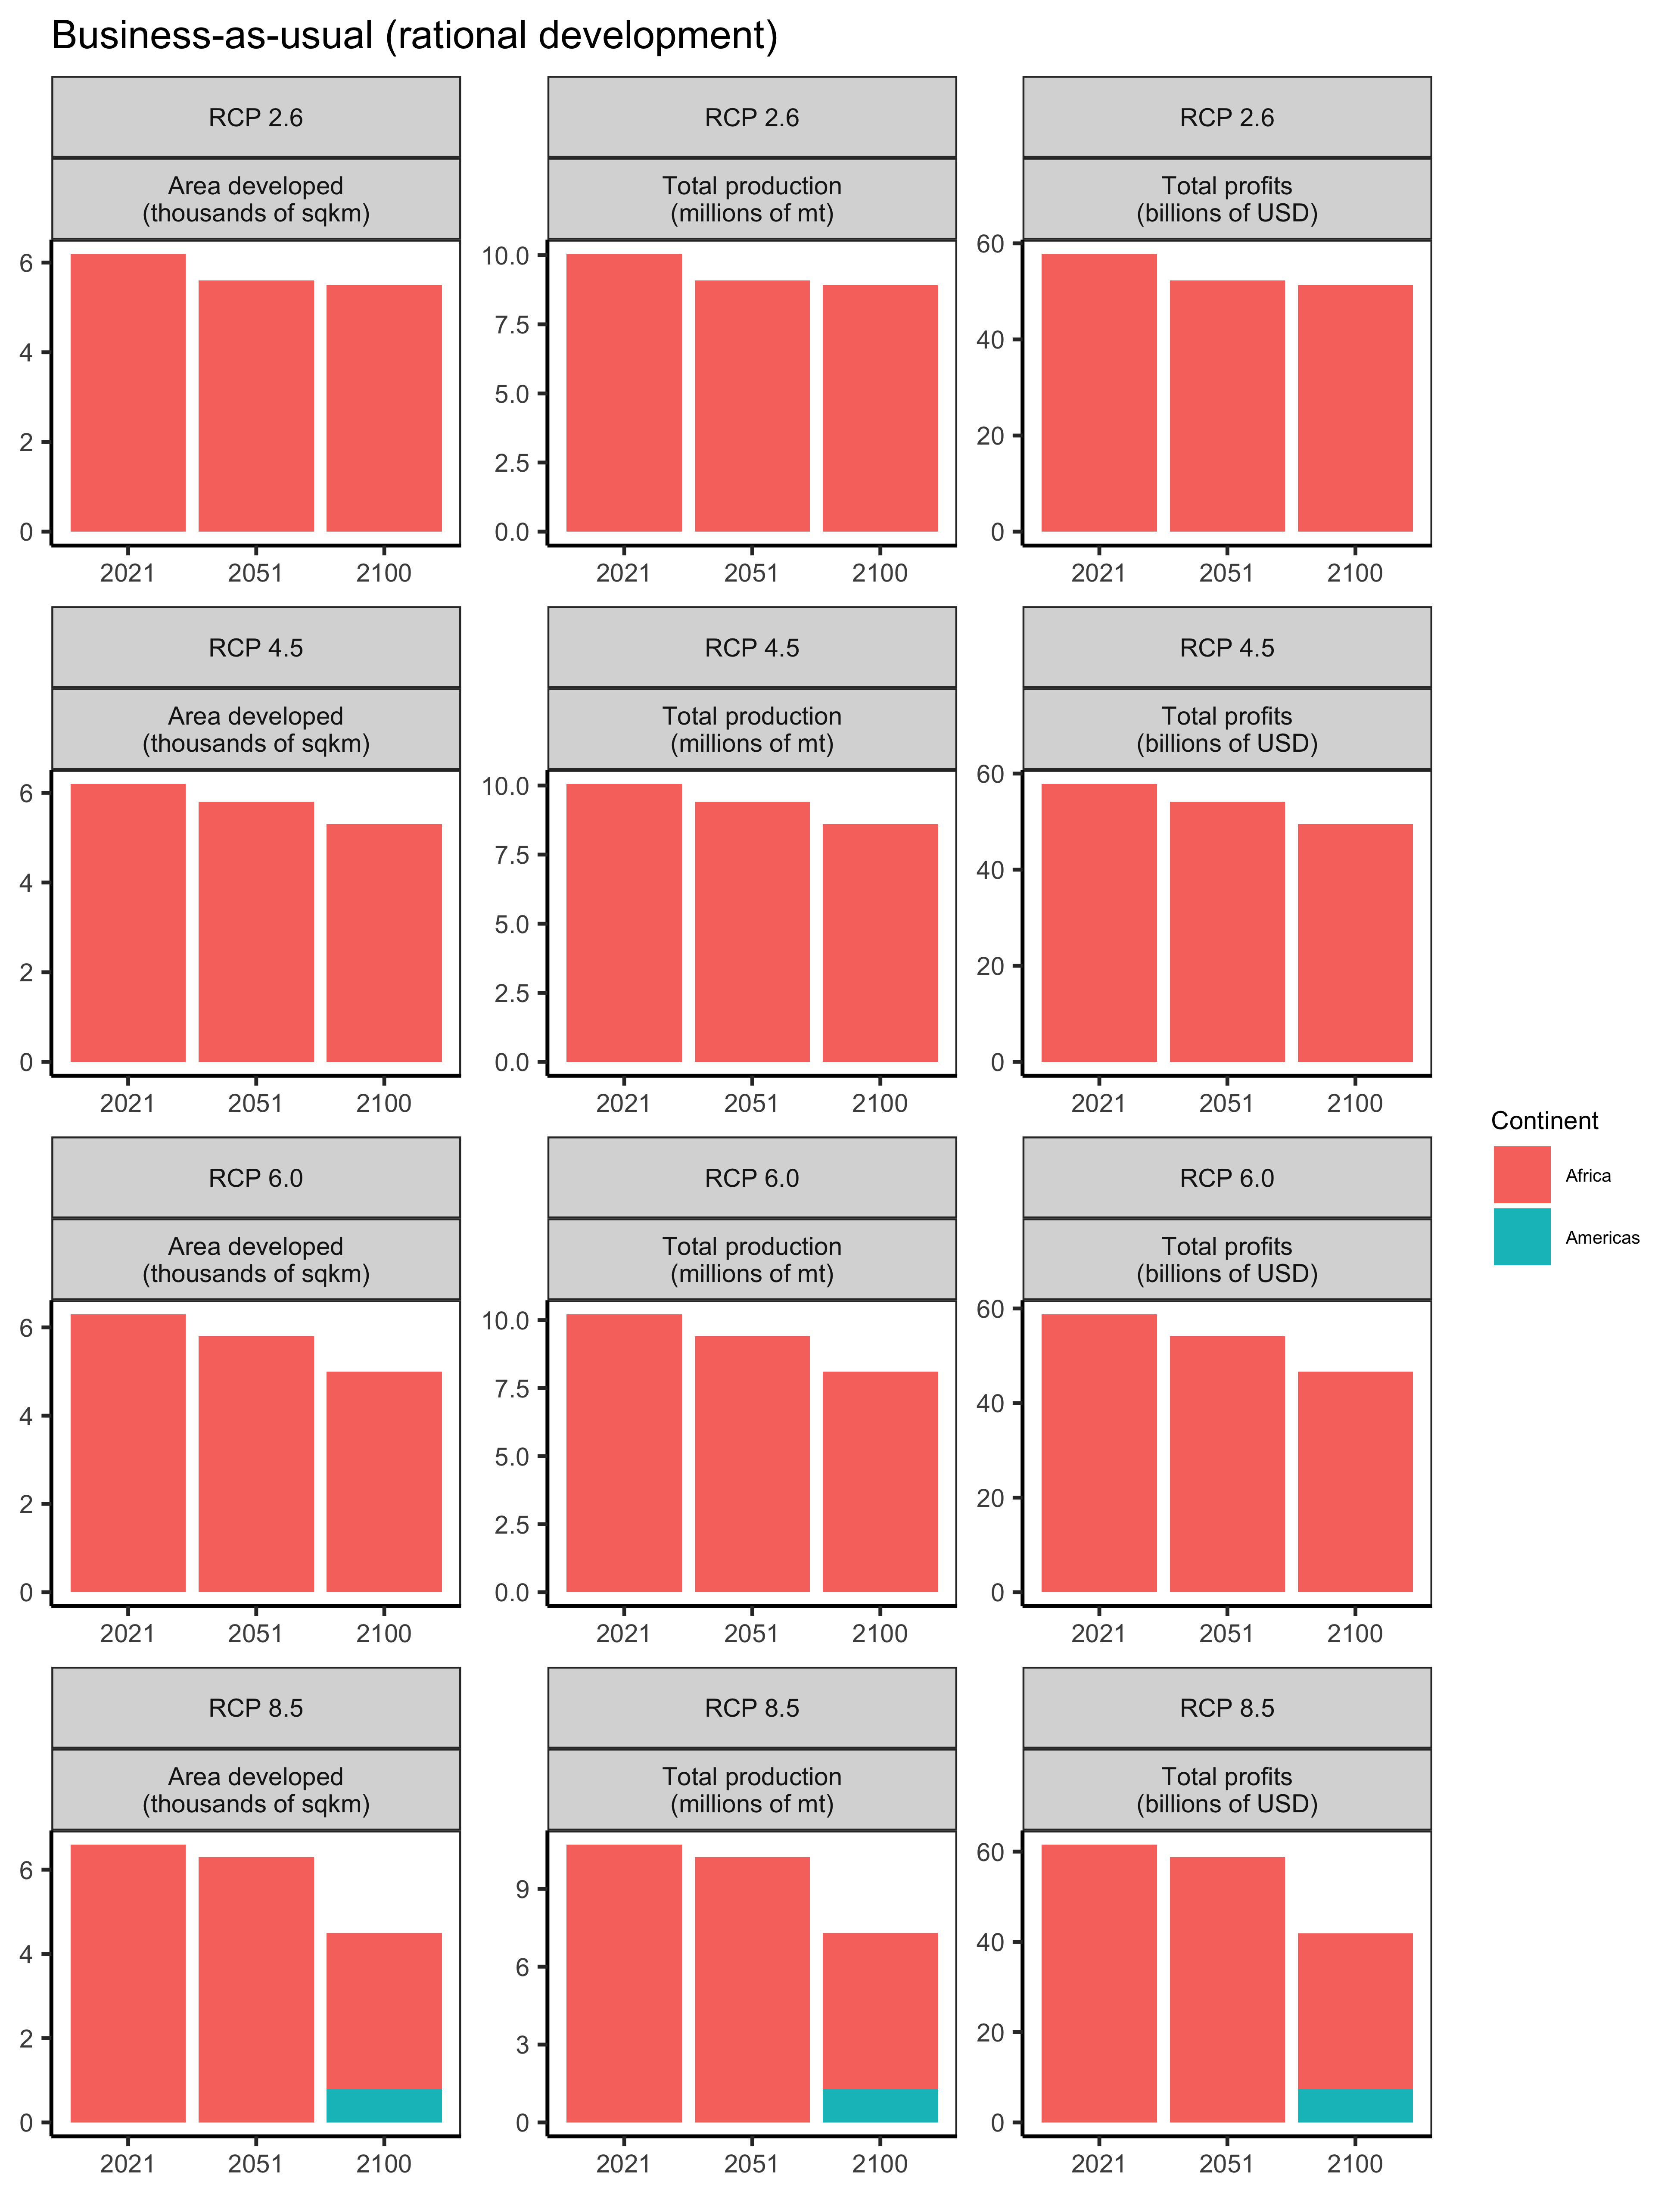 Business-as-usual (rational development)
RCP 2.6
Area developed
(thousands of sqkm)
6
4
2
0
2021 2051 2100
RCP 2.6
Total production
(millions of mt)
10.0
7.5
5.0
2.5
0.0
2021 2051 2100
RCP 2.6
Total profits
(billions of USD)
60
40
20
0
2021 2051 2100
RCP 4.5
Area developed
(thousands of sqkm)
6
4
2
0
2021 2051 2100
RCP 4.5
Total production
(millions of mt)
10.0
7.5
5.0
2.5
0.0
2021 2051 2100
RCP 4.5
Total profits
(billions of USD)
60
40
20
0
2021 2051 2100
RCP 6.0
Area developed
(thousands of sqkm)
6
4
2
0
2021 2051 2100
RCP 6.0
Total production
(millions of mt)
10.0
7.5
5.0
2.5
0.0
2021 2051 2100
RCP 6.0
Total profits
(billions of USD)
60
40
20
0
2021 2051 2100
RCP 8.5
Area developed
(thousands of sqkm)
6
4
2
0
2021 2051 2100
RCP 8.5
Total production
(millions of mt)
9
6
3
0
2021 2051 2100
RCP 8.5
Total profits
(billions of USD)
60
40
20
0
2021 2051 2100
Continent
Africa
Americas